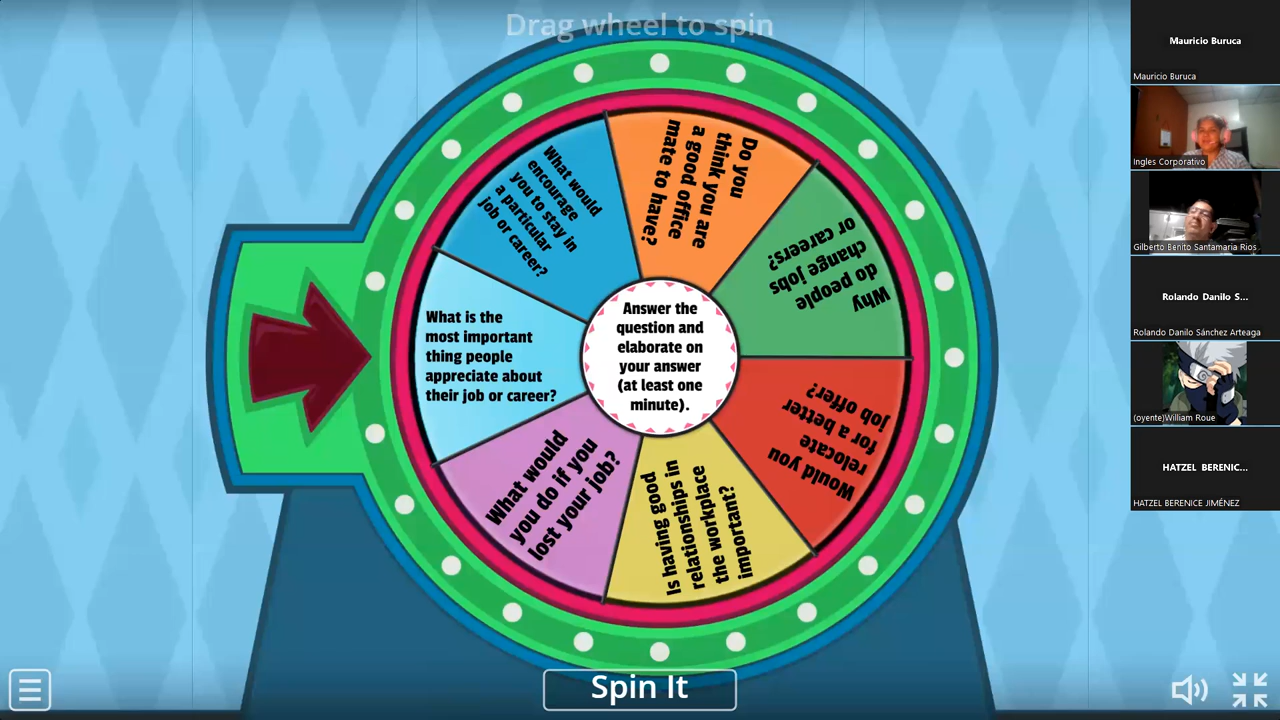 Drag wheel to spin
What would
encourage
you to stay in
a particular
job or career?
Do you
think you are
a good office
mate to have?
Why
do people
change jobs
or careers?
What is the
most important
thing people
appreciate about
their job or career?
Answer the
question and
elaborate on
your answer
(at least one
minute).
Would you
relocate
for a better
job offer?
What would
you do if you
lost your job?
Is having good
relationships in
the workplace
important?
Spin It
Mauricio Buruca
Mauricio Buruca
Ingles Corporativo
Gilberto Benito Santamaria Rios
Rolando Danilo S...
Rolando Danilo Sánchez Arteaga
(oyente)William Roue
HATZEL BERENIC...
HATZEL BERENICE JIMÉNEZ